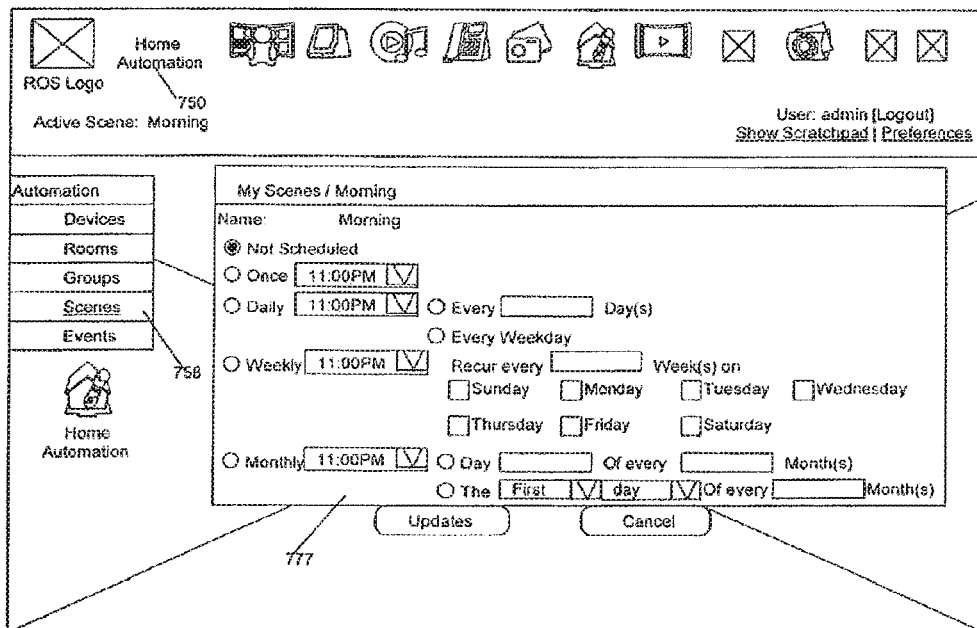 Home
Automation
ROS Logo
750
Active Scene: Morning
User: admin [Logout]
Show Scratchpad | Preferences
Automation
Devices
Rooms
Groups
Scenes
Events
758
Home
Automation
My Scenes / Morning
Name: Morning
Not Scheduled
Once 11:00PM
Daily 11:00PM Every Day(s)
Every Weekday
Weekly 11:00PM Recur every Week(s) on
Sunday Monday Tuesday Wednesday
Thursday Friday Saturday
Monthly 11:00PM Day Of every Month(s)
The First day Of every Month(s)
Updates Cancel
777